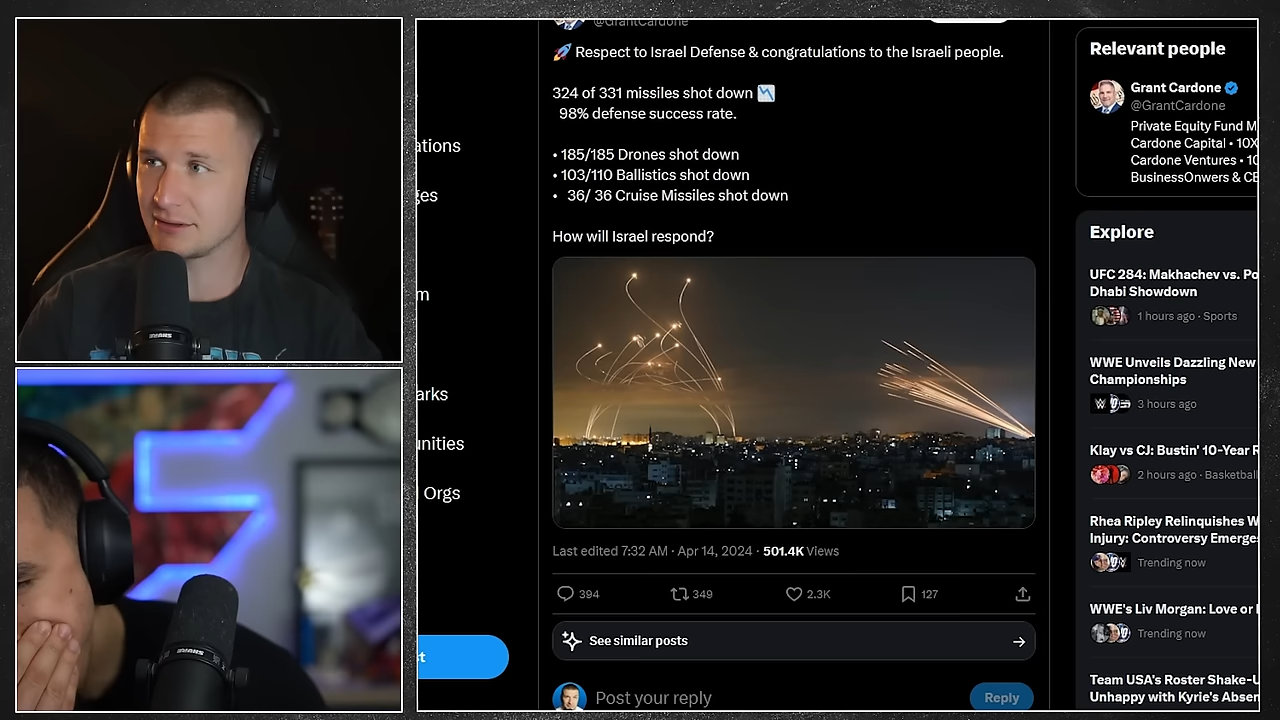 @GrantCardone
🚀 Respect to Israel Defense & congratulations to the Israeli people.
324 of 331 missiles shot down 📉
98% defense success rate.
• 185/185 Drones shot down
• 103/110 Ballistics shot down
• 36/ 36 Cruise Missiles shot down
How will Israel respond?
Last edited 7:32 AM · Apr 14, 2024 · 501.4K Views
394 349 2.3K 127
See similar posts
Post your reply
Reply
ations
ges
m
arks
unities
Orgs
t
Relevant people
Grant Cardone
@GrantCardone
Private Equity Fund M
Cardone Capital • 10X
Cardone Ventures • 10
BusinessOnwers & CE
Explore
UFC 284: Makhachev vs. Po
Dhabi Showdown
1 hours ago · Sports
WWE Unveils Dazzling New
Championships
3 hours ago
Klay vs CJ: Bustin' 10-Year R
2 hours ago · Basketball
Rhea Ripley Relinquishes W
Injury: Controversy Emerges
Trending now
WWE's Liv Morgan: Love or
Trending now
Team USA's Roster Shake-U
Unhappy with Kyrie's Absen